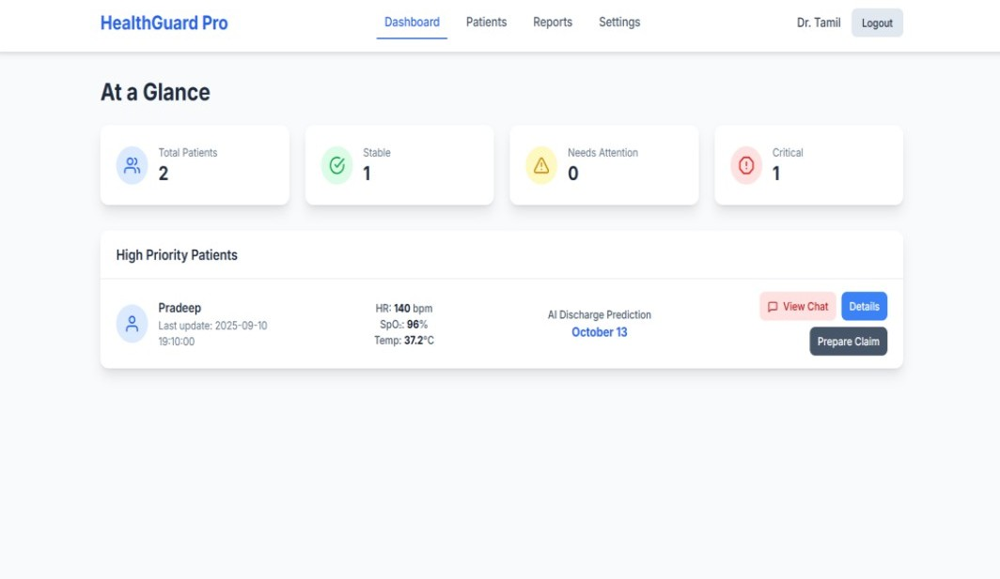 HealthGuard Pro
Dashboard
Patients
Reports
Settings
Dr. Tamil
Logout
At a Glance
Total Patients
2
Stable
1
Needs Attention
0
Critical
1
High Priority Patients
Pradeep
Last update: 2025-09-10
19:10:00
HR: 140 bpm
SpO₂: 96%
Temp: 37.2°C
AI Discharge Prediction
October 13
View Chat
Details
Prepare Claim